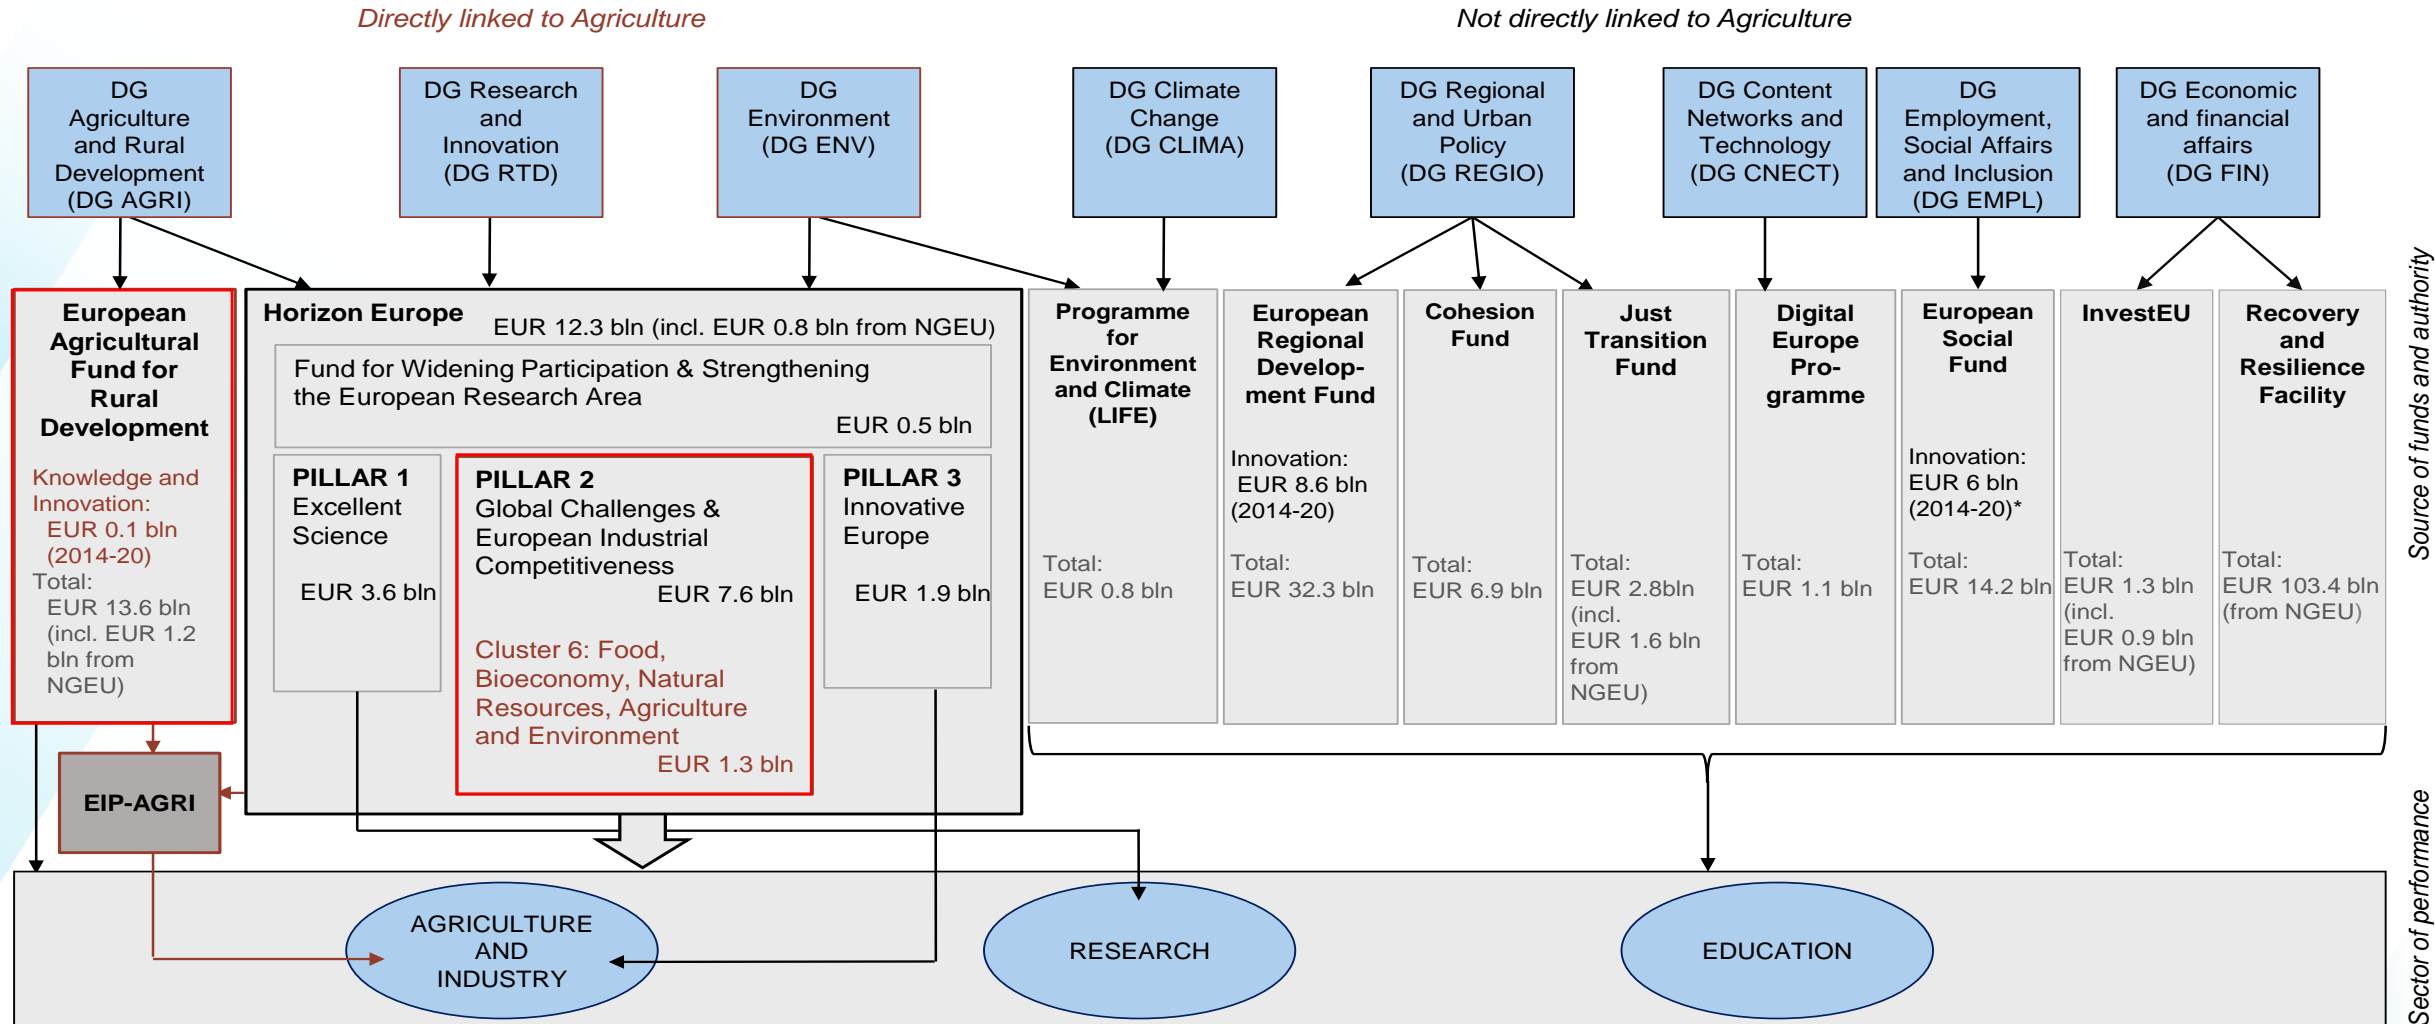 Directly linked to Agriculture
Not directly linked to Agriculture
DG
Agriculture
and Rural
Development
(DG AGRI)
DG Research
and
Innovation
(DG RTD)
DG
Environment
(DG ENV)
DG Climate
Change
(DG CLIMA)
DG Regional
and Urban
Policy
(DG REGIO)
DG Content
Networks and
Technology
(DG CNECT)
DG
Employment,
Social Affairs
and Inclusion
(DG EMPL)
DG Economic
and financial
affairs
(DG FIN)
European
Agricultural
Fund for
Rural
Development
Knowledge and
Innovation:
EUR 0.1 bln
(2014-20)
Total:
EUR 13.6 bln
(incl. EUR 1.2
bln from
NGEU)
Horizon Europe
EUR 12.3 bln (incl. EUR 0.8 bln from NGEU)
Fund for Widening Participation & Strengthening
the European Research Area
EUR 0.5 bln
PILLAR 1
Excellent
Science
EUR 3.6 bln
PILLAR 2
Global Challenges &
European Industrial
Competitiveness
EUR 7.6 bln
Cluster 6: Food,
Bioeconomy, Natural
Resources, Agriculture
and Environment
EUR 1.3 bln
PILLAR 3
Innovative
Europe
EUR 1.9 bln
Programme
for
Environment
and Climate
(LIFE)
Total:
EUR 0.8 bln
European
Regional
Develop-
ment Fund
Innovation:
EUR 8.6 bln
(2014-20)
Total:
EUR 32.3 bln
Cohesion
Fund
Total:
EUR 6.9 bln
Just
Transition
Fund
Total:
EUR 2.8bln
(incl.
EUR 1.6 bln
from
NGEU)
Digital
Europe
Pro-
gramme
Total:
EUR 1.1 bln
European
Social
Fund
Innovation:
EUR 6 bln
(2014-20)*
Total:
EUR 14.2 bln
InvestEU
Total:
EUR 1.3 bln
(incl.
EUR 0.9 bln
from NGEU)
Recovery
and
Resilience
Facility
Total:
EUR 103.4 bln
(from NGEU)
Source of funds and authority
EIP-AGRI
AGRICULTURE
AND
INDUSTRY
RESEARCH
EDUCATION
Sector of performance